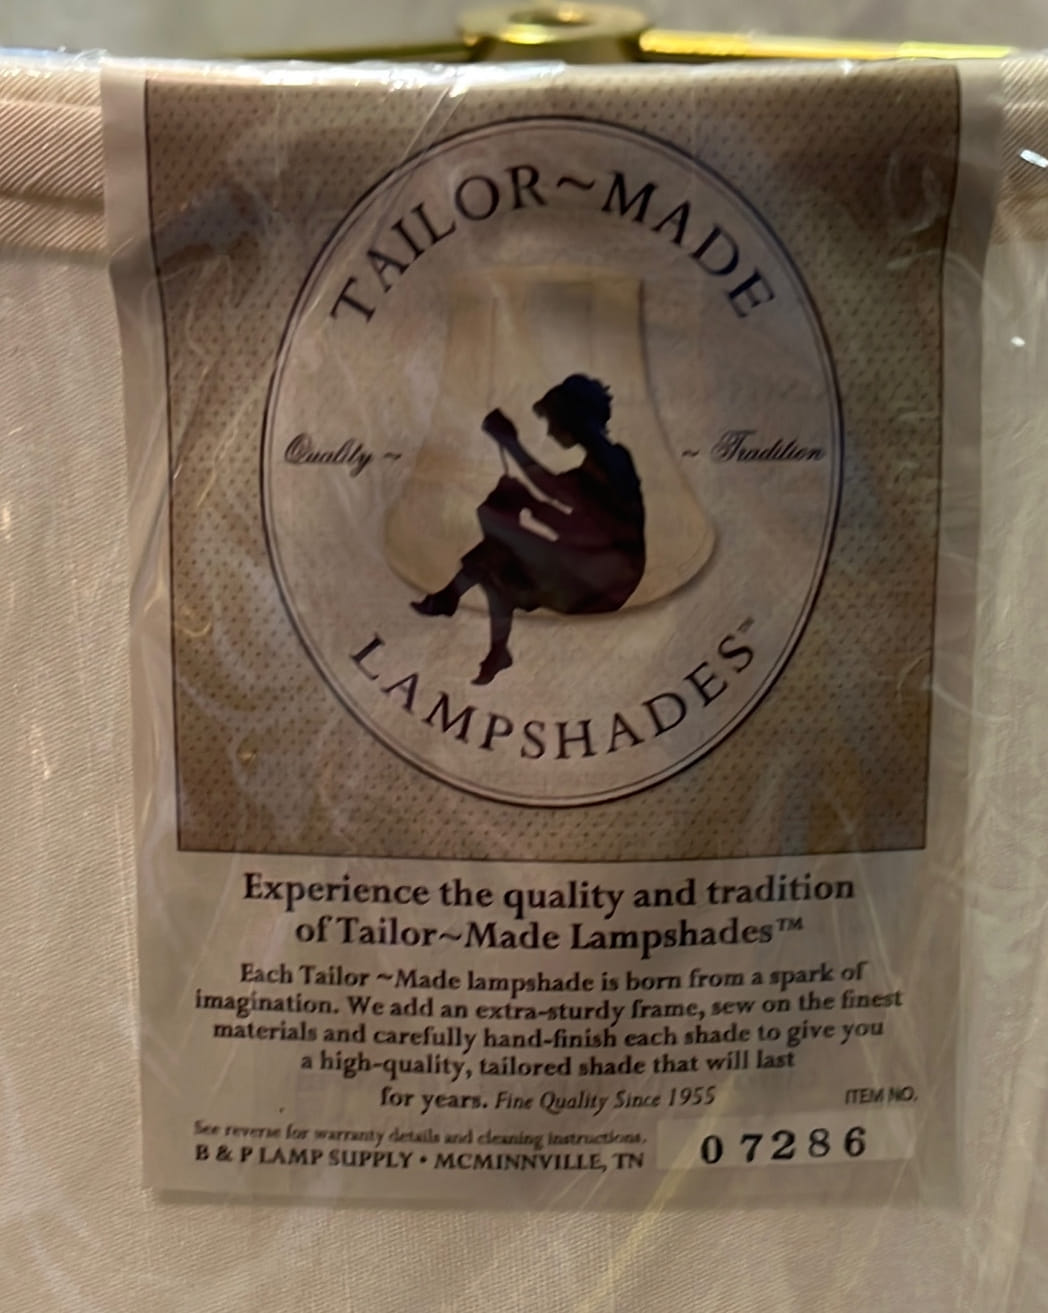 TAILOR~MADE
Quality ~
~ Tradition
LAMPSHADES™
Experience the quality and tradition
of Tailor~Made Lampshades™
Each Tailor ~Made lampshade is born from a spark of
imagination. We add an extra-sturdy frame, sew on the finest
materials and carefully hand-finish each shade to give you
a high-quality, tailored shade that will last
for years. Fine Quality Since 1955
ITEM NO.
See reverse for warranty details and cleaning instructions.
B & P LAMP SUPPLY • MCMINNVILLE, TN
07286